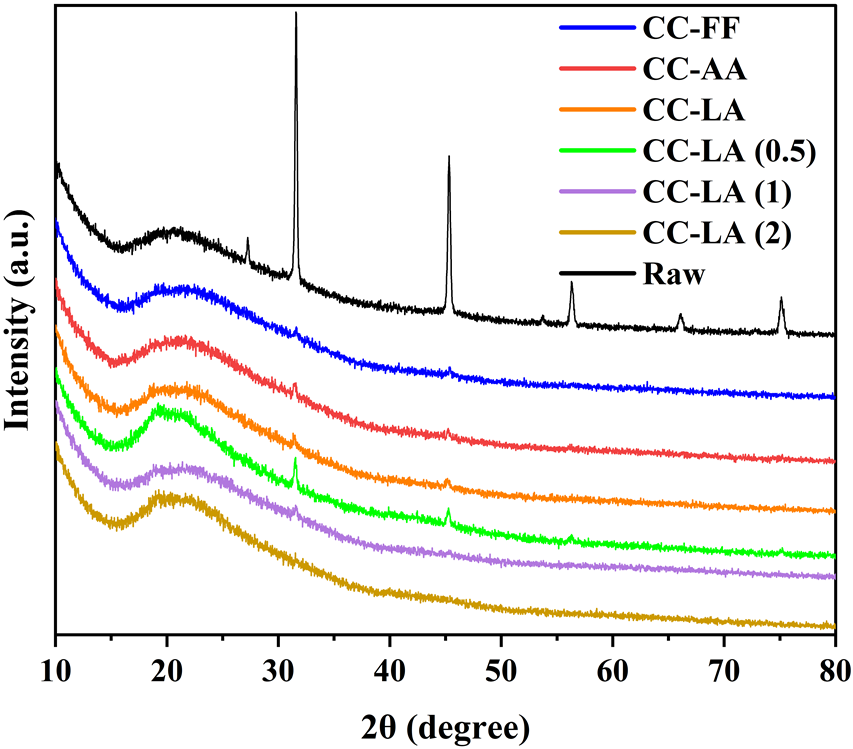 CC-FF
CC-AA
CC-LA
CC-LA (0.5)
CC-LA (1)
CC-LA (2)
Raw
Intensity (a.u.)
10 20 30 40 50 60 70 80
2θ (degree)